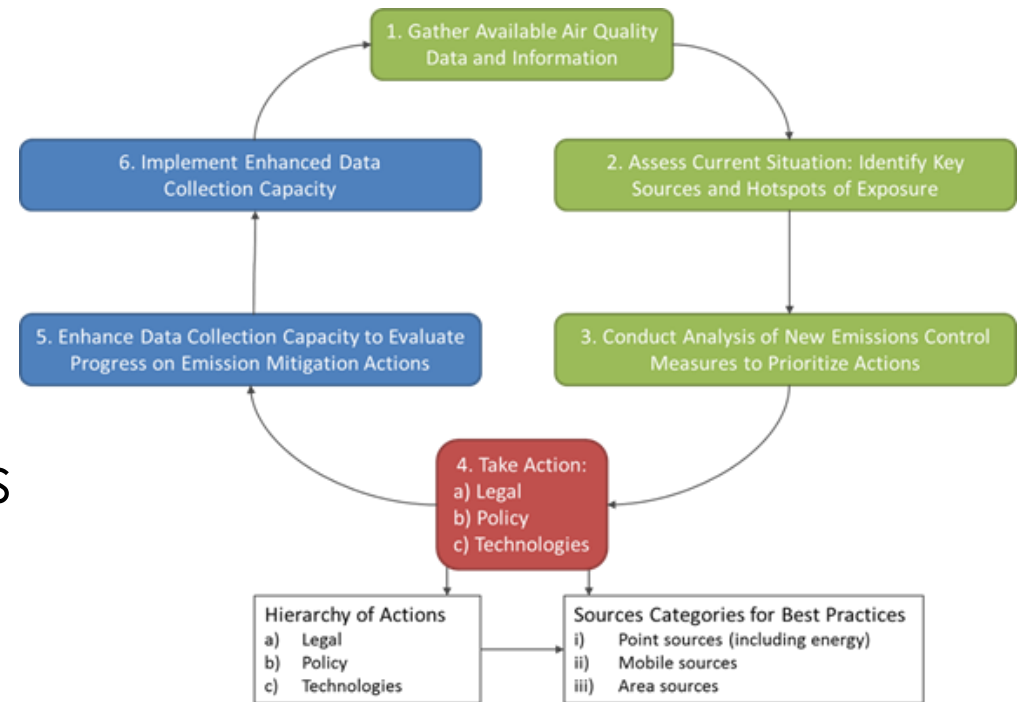 1. Gather Available Air Quality
Data and Information
6. Implement Enhanced Data
Collection Capacity
2. Assess Current Situation: Identify Key
Sources and Hotspots of Exposure
5. Enhance Data Collection Capacity to Evaluate
Progress on Emission Mitigation Actions
3. Conduct Analysis of New Emissions Control
Measures to Prioritize Actions
s
4. Take Action:
a) Legal
b) Policy
c) Technologies
Hierarchy of Actions
a) Legal
b) Policy
c) Technologies
Sources Categories for Best Practices
i) Point sources (including energy)
ii) Mobile sources
iii) Area sources